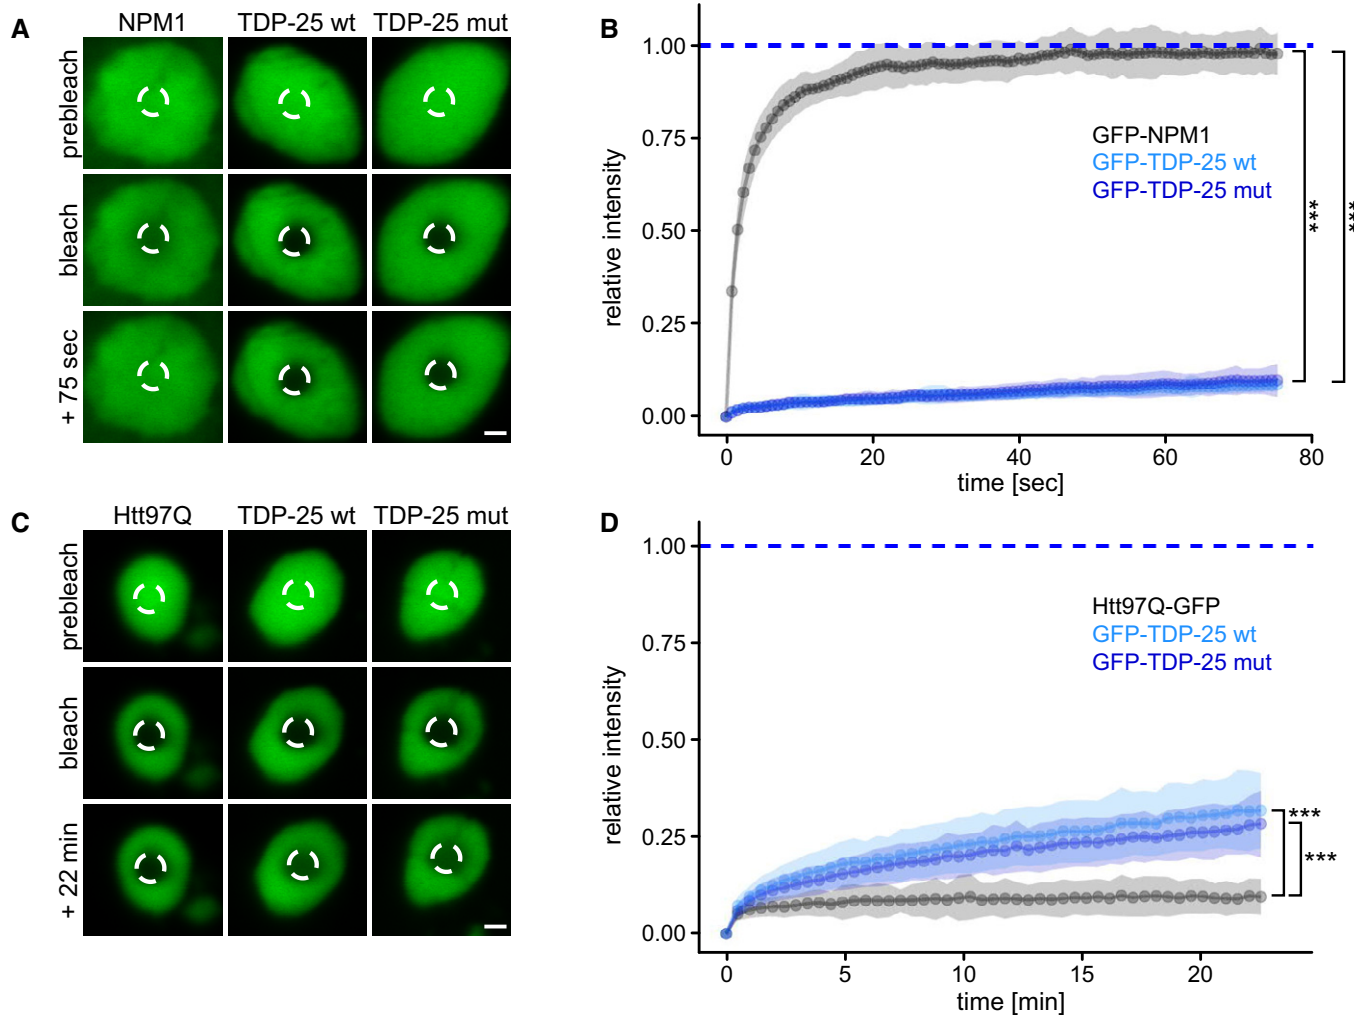 A
NPM1 TDP-25 wt TDP-25 mut
prebleach
bleach
+ 75 sec
B
relative intensity
1.00
0.75
0.50
0.25
0.00
GFP-NPM1
GFP-TDP-25 wt
GFP-TDP-25 mut
***
***
0 20 40 60 80
time [sec]
C
Htt97Q TDP-25 wt TDP-25 mut
prebleach
bleach
+ 22 min
D
relative intensity
1.00
0.75
0.50
0.25
0.00
Htt97Q-GFP
GFP-TDP-25 wt
GFP-TDP-25 mut
***
***
0 5 10 15 20
time [min]